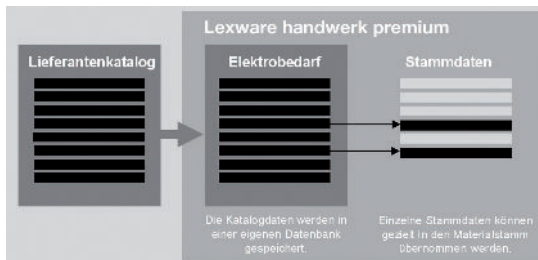 Lexware handwerk premium
Lieferantenkatalog
Elektrobedarf
Stammdaten
Die Katalogdaten werden in
einer eigenen Datenbank
gespeichert.
Einzelne Stammdaten können
gezielt in den Materialstamm
übernommen werden.